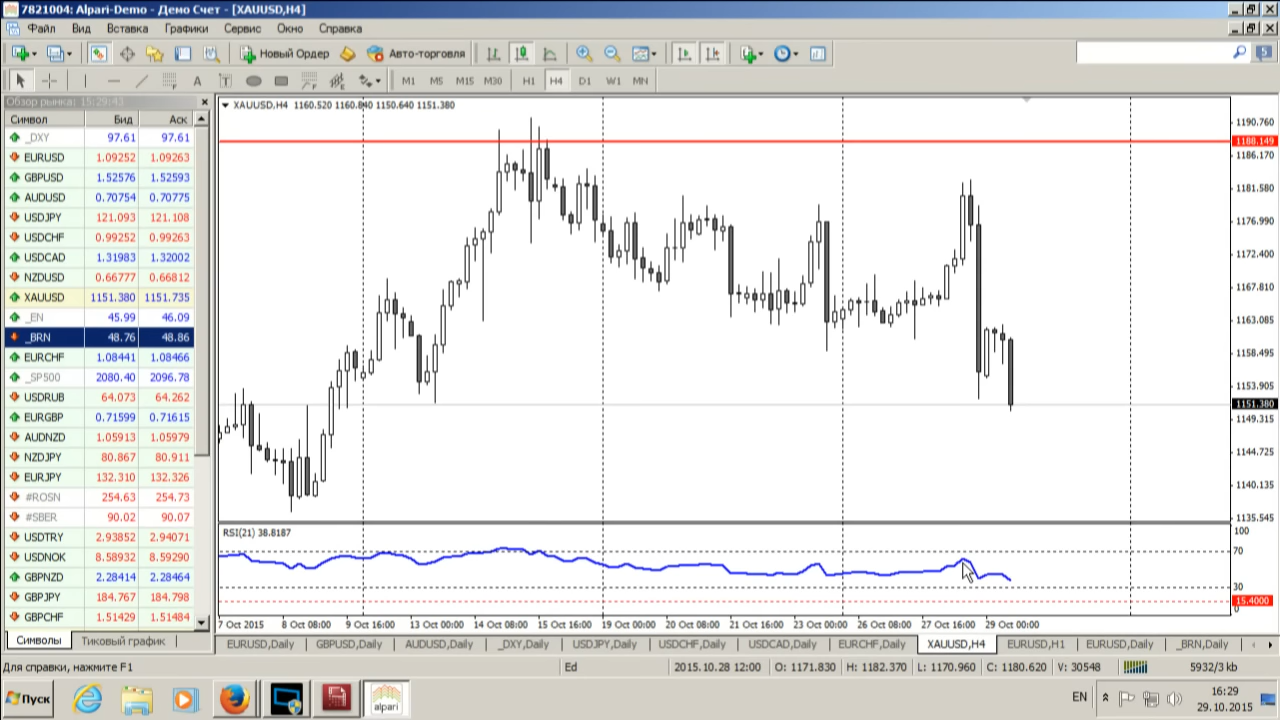 7821004: Alpari-Demo - Демо Счет - [XAUUSD,H4]
Файл Вид Вставка Графики Сервис Окно Справка
Новый Ордер Авто-торговля
5
A T M1 M5 M15 M30 H1 H4 D1 W1 MN
Обзор рынка: 15:29:43
Символ Бид Аск
_DXY 97.61 97.61
EURUSD 1.09252 1.09263
GBPUSD 1.52576 1.52593
AUDUSD 0.70754 0.70775
USDJPY 121.093 121.108
USDCHF 0.99252 0.99263
USDCAD 1.31983 1.32002
NZDUSD 0.66777 0.66812
XAUUSD 1151.380 1151.735
_EN 45.99 46.09
_BRN 48.76 48.86
EURCHF 1.08441 1.08466
_SP500 2080.40 2096.78
USDRUB 64.073 64.262
EURGBP 0.71599 0.71615
AUDNZD 1.05913 1.05979
NZDJPY 80.867 80.911
EURJPY 132.310 132.326
#ROSN 254.63 254.73
#SBER 90.02 90.07
USDTRY 2.93852 2.94071
USDNOK 8.58932 8.59290
GBPNZD 2.28414 2.28464
GBPJPY 184.767 184.798
GBPCHF 1.51429 1.51484
Символы Тиковый график
XAUUSD,H4 1160.520 1160.840 1150.640 1151.380
1190.760
1188.149
1186.170
1181.580
1176.990
1172.400
1167.810
1163.085
1158.495
1153.905
1151.380
1149.315
1144.725
1140.135
1135.545
RSI(21) 38.8187
100
70
30
15.4000
0
7 Oct 2015 8 Oct 08:00 9 Oct 16:00 13 Oct 00:00 14 Oct 08:00 15 Oct 16:00 19 Oct 00:00 20 Oct 08:00 21 Oct 16:00 23 Oct 00:00 26 Oct 08:00 27 Oct 16:00 29 Oct 00:00
EURUSD,Daily GBPUSD,Daily AUDUSD,Daily _DXY,Daily USDJPY,Daily USDCHF,Daily USDCAD,Daily EURCHF,Daily XAUUSD,H4 EURUSD,H1 EURUSD,Daily _BRN,Daily
Для справки, нажмите F1 Ed 2015.10.28 12:00 O: 1171.830 H: 1182.370 L: 1170.960 C: 1180.620 V: 30548 5932/3 kb
Пуск alpari EN 16:29
29.10.2015